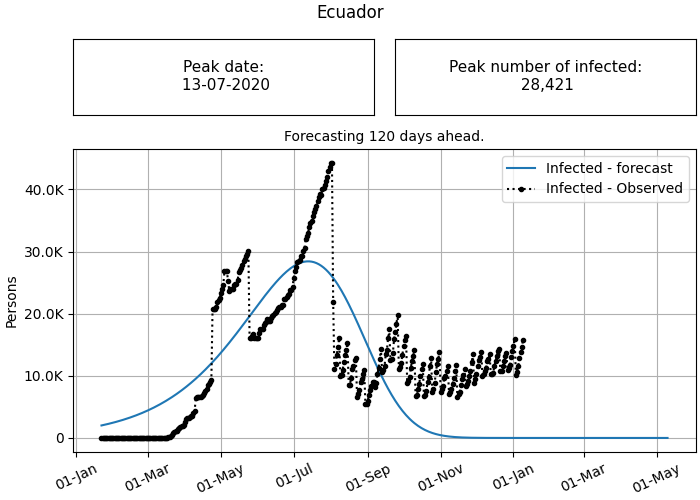 Ecuador
Peak date:
13-07-2020
Peak number of infected:
28,421
Forecasting 120 days ahead.
Infected - forecast
Infected - Observed
Persons
40.0K
30.0K
20.0K
10.0K
0
01-Jan
01-Mar
01-May
01-Jul
01-Sep
01-Nov
01-Jan
01-Mar
01-May